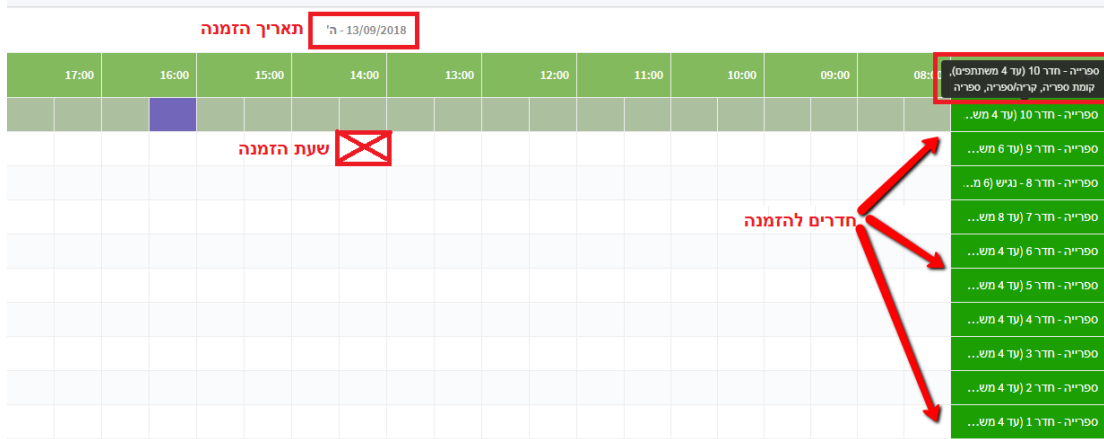 תאריך הזמנה
13/09/2018 - ה'
ספרייה - חדר 10 (עד 4 משתתפים),
קומת ספריה, קריה/ספריה, ספריה
08:0
09:00
10:00
11:00
12:00
13:00
14:00
15:00
16:00
17:00
ספרייה - חדר 10 (עד 4 מש...
ספרייה - חדר 9 (עד 6 מש...
שעת הזמנה
ספרייה - חדר 8 - נגיש (6 מ...
ספרייה - חדר 7 (עד 8 מש...
חדרים להזמנה
ספרייה - חדר 6 (עד 4 מש...
ספרייה - חדר 5 (עד 4 מש...
ספרייה - חדר 4 (עד 4 מש...
ספרייה - חדר 3 (עד 4 מש...
ספרייה - חדר 2 (עד 4 מש...
ספרייה - חדר 1 (עד 4 מש...